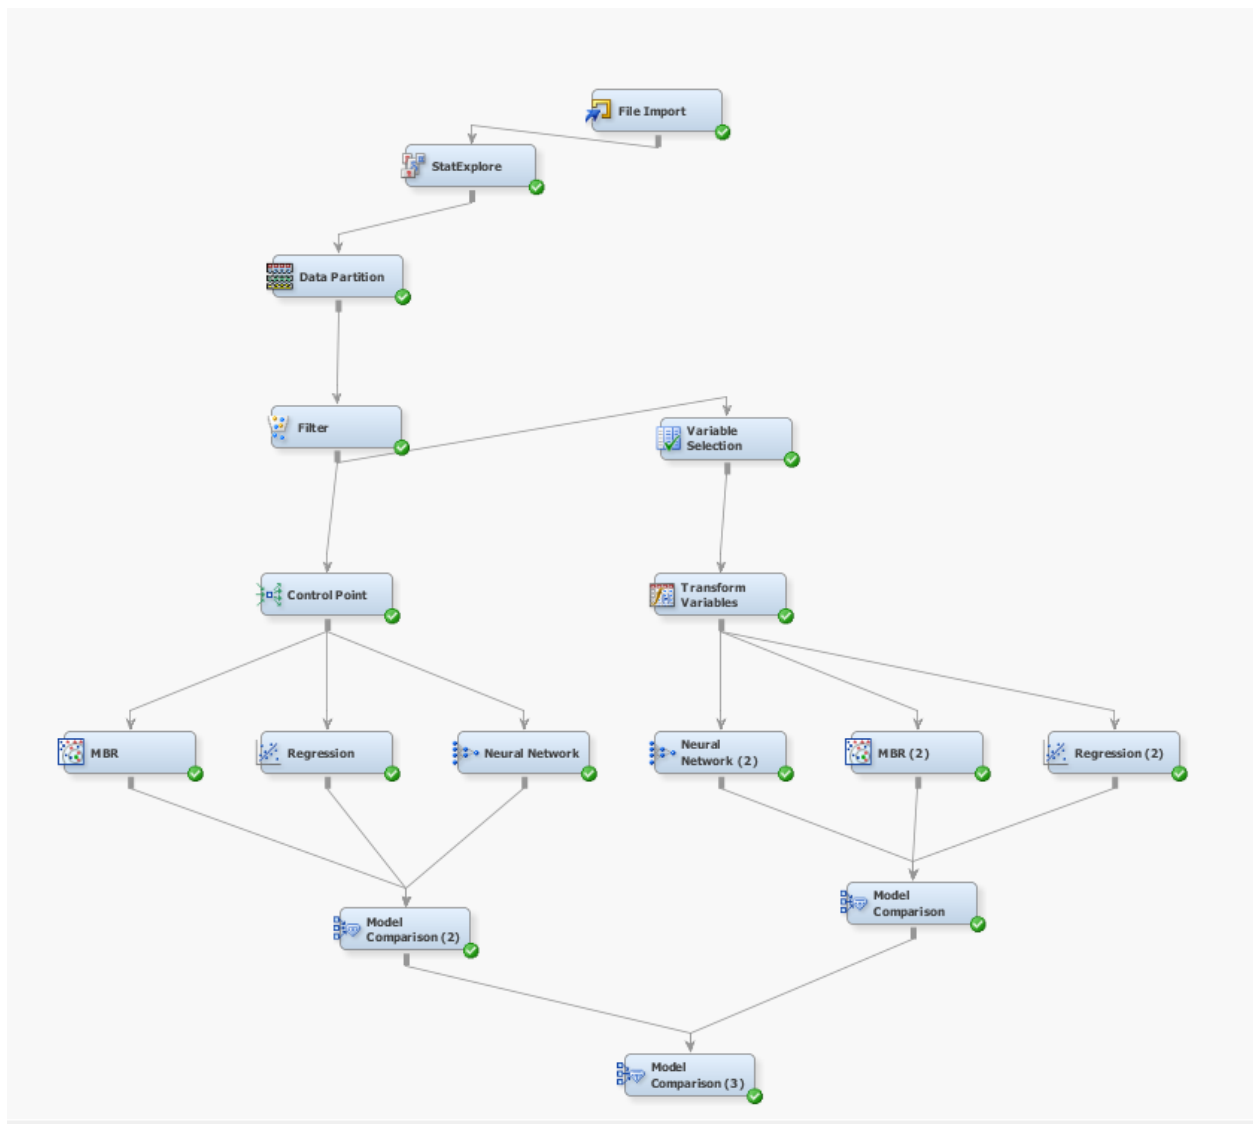 File Import
StatExplore
Data Partition
Filter
Variable
Selection
Control Point
Transform
Variables
MBR
Regression
Neural Network
Neural
Network (2)
MBR (2)
Regression (2)
Model
Comparison (2)
Model
Comparison
Model
Comparison (3)